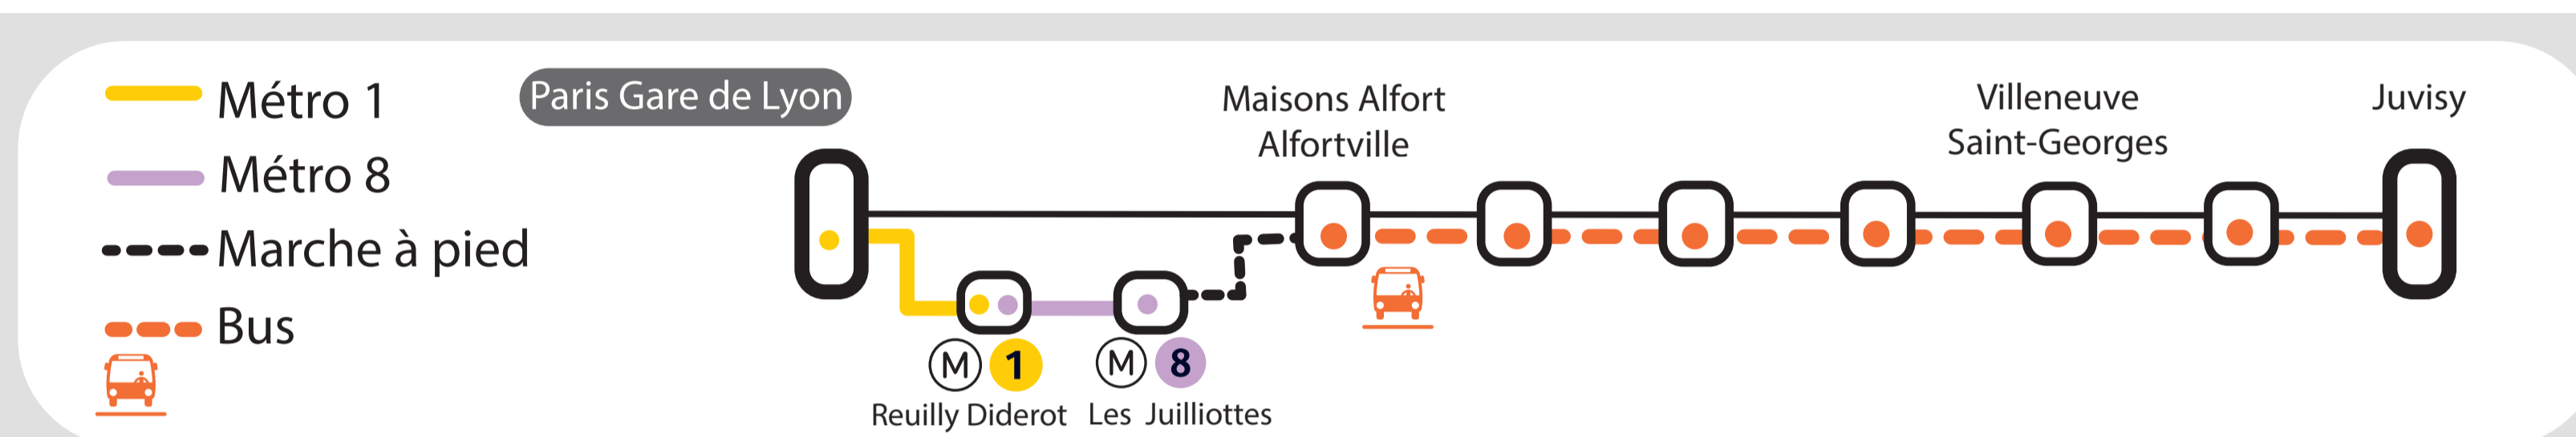 Métro 1
Métro 8
Marche à pied
Bus
Paris Gare de Lyon
Maisons Alfort
Alfortville
Villeneuve
Saint-Georges
Juvisy
M 1
Reuilly Diderot
M 8
Les Juilliottes